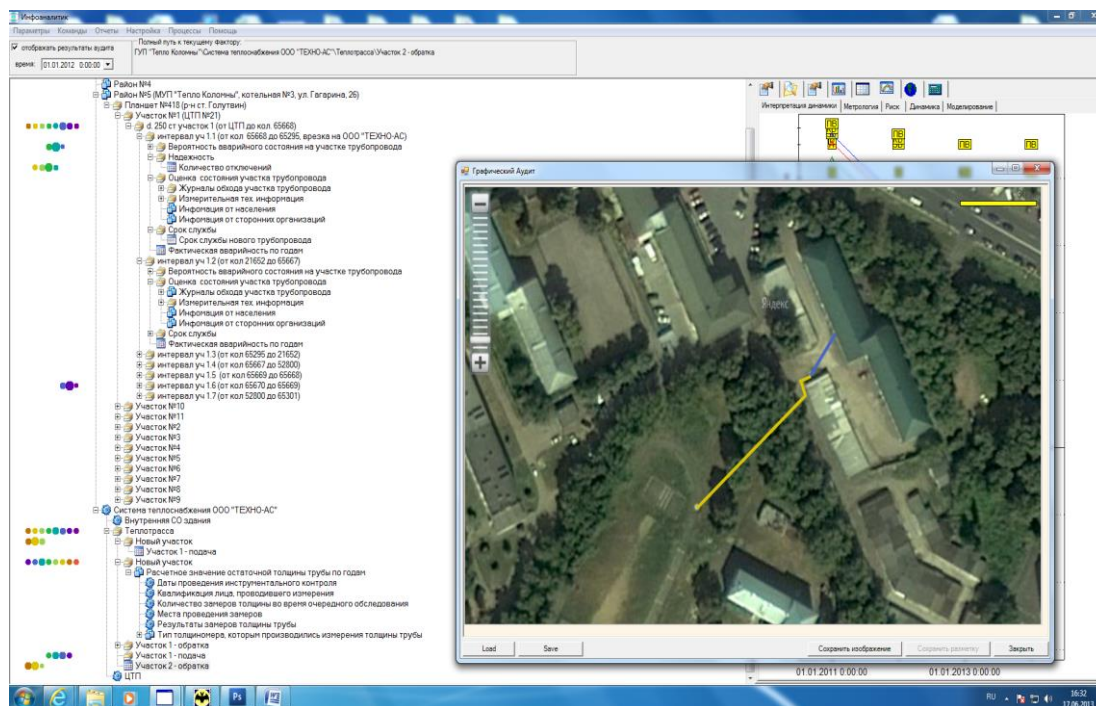 Инфоаналитик
Параметры Команды Отчеты Настройка Процессы Помощь
отображать результаты аудита
Полный путь к текущему Фактору:
ГУП "Тепло Коломны"\Система теплоснабжения ООО "ТЕХНО-АС"\Теплотрасса\Участок 2 - обратка
время: 01.01.2012 0:00:00
Район №4
Район №5 (МУП "Тепло Коломны", котельная №3, ул. Гагарина, 26)
Планшет №418 (р-н ст. Голутвин)
Участок №1 (ЦТП №21)
d. 250 ст участок 1 (от ЦТП до кол. 65668)
интервал уч 1.1 (от кол 65668 до 65295, врезка на ООО "ТЕХНО-АС)
Вероятность аварийного состояния на участке трубопровода
Надежность
Количество отключений
Оценка состояния участка трубопровода
Журналы обхода участка трубопровода
Измерительная тех. информация
Инфомация от населения
Инфомация от сторонних организаций
Срок службы
Срок службы нового трубопровода
Фактическая аварийность по годам
интервал уч 1.2 (от кол 21652 до 65667)
Вероятность аварийного состояния на участке трубопровода
Оценка состояния участка трубопровода
Журналы обхода участка трубопровода
Измерительная тех. информация
Инфомация от населения
Инфомация от сторонних организаций
Срок службы
Фактическая аварийность по годам
интервал уч 1.3 (от кол 65295 до 21652)
интервал уч 1.4 (от кол 65667 до 52800)
интервал уч 1.5 (от кол 65669 до 65668)
интервал уч 1.6 (от кол 65670 до 65669)
интервал уч 1.7 (от кол 52800 до 65301)
Участок №10
Участок №11
Участок №2
Участок №3
Участок №4
Участок №5
Участок №6
Участок №7
Участок №8
Участок №9
Система теплоснабжения ООО "ТЕХНО-АС"
Внутренняя СО здания
Теплотрасса
Новый участок
Участок 1 - подача
Новый участок
Расчетное значение остаточной толщины трубы по годам
Даты проведения инструментального контроля
Квалификация лица, проводившего измерения
Количество замеров толщины во время очередного обследования
Места проведения замеров
Результаты замеров толщины трубы
Тип толщиномера, которым производились измерения толщины трубы
Участок 1 - обратка
Участок 1 - подача
Участок 2 - обратка
ЦТП
Интерпретация динамики Метрология Риск Динамика Моделирование
ПВ
ПВ ПВ
Графический Аудит
Яндекс
Load Save Сохранить изображение Сохранить разметку Закрыть
01.01.2011 0:00:00 01.01.2013 0:00:00
RU 16:32
17.06.2013